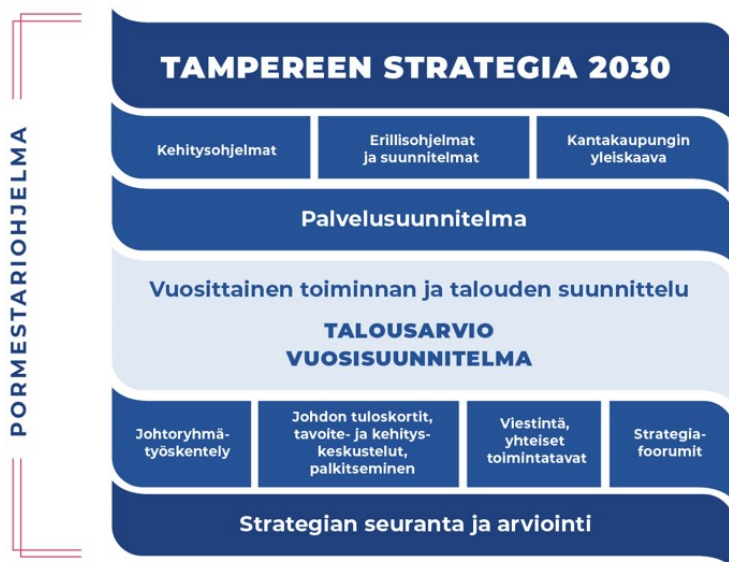 PORMESTARIOHJELMA
TAMPEREEN STRATEGIA 2030
Kehitysohjelmat
Erillisohjelmat
ja suunnitelmat
Kantakaupungin
yleiskaava
Palvelusuunnitelma
Vuosittainen toiminnan ja talouden suunnittelu
TALOUSARVIO
VUOSISUUNNITELMA
Johtoryhmä-
työskentely
Johdon tuloskortit,
tavoite- ja kehitys-
keskustelut,
palkitseminen
Viestintä,
yhteiset
toimintatavat
Strategia-
foorumit
Strategian seuranta ja arviointi